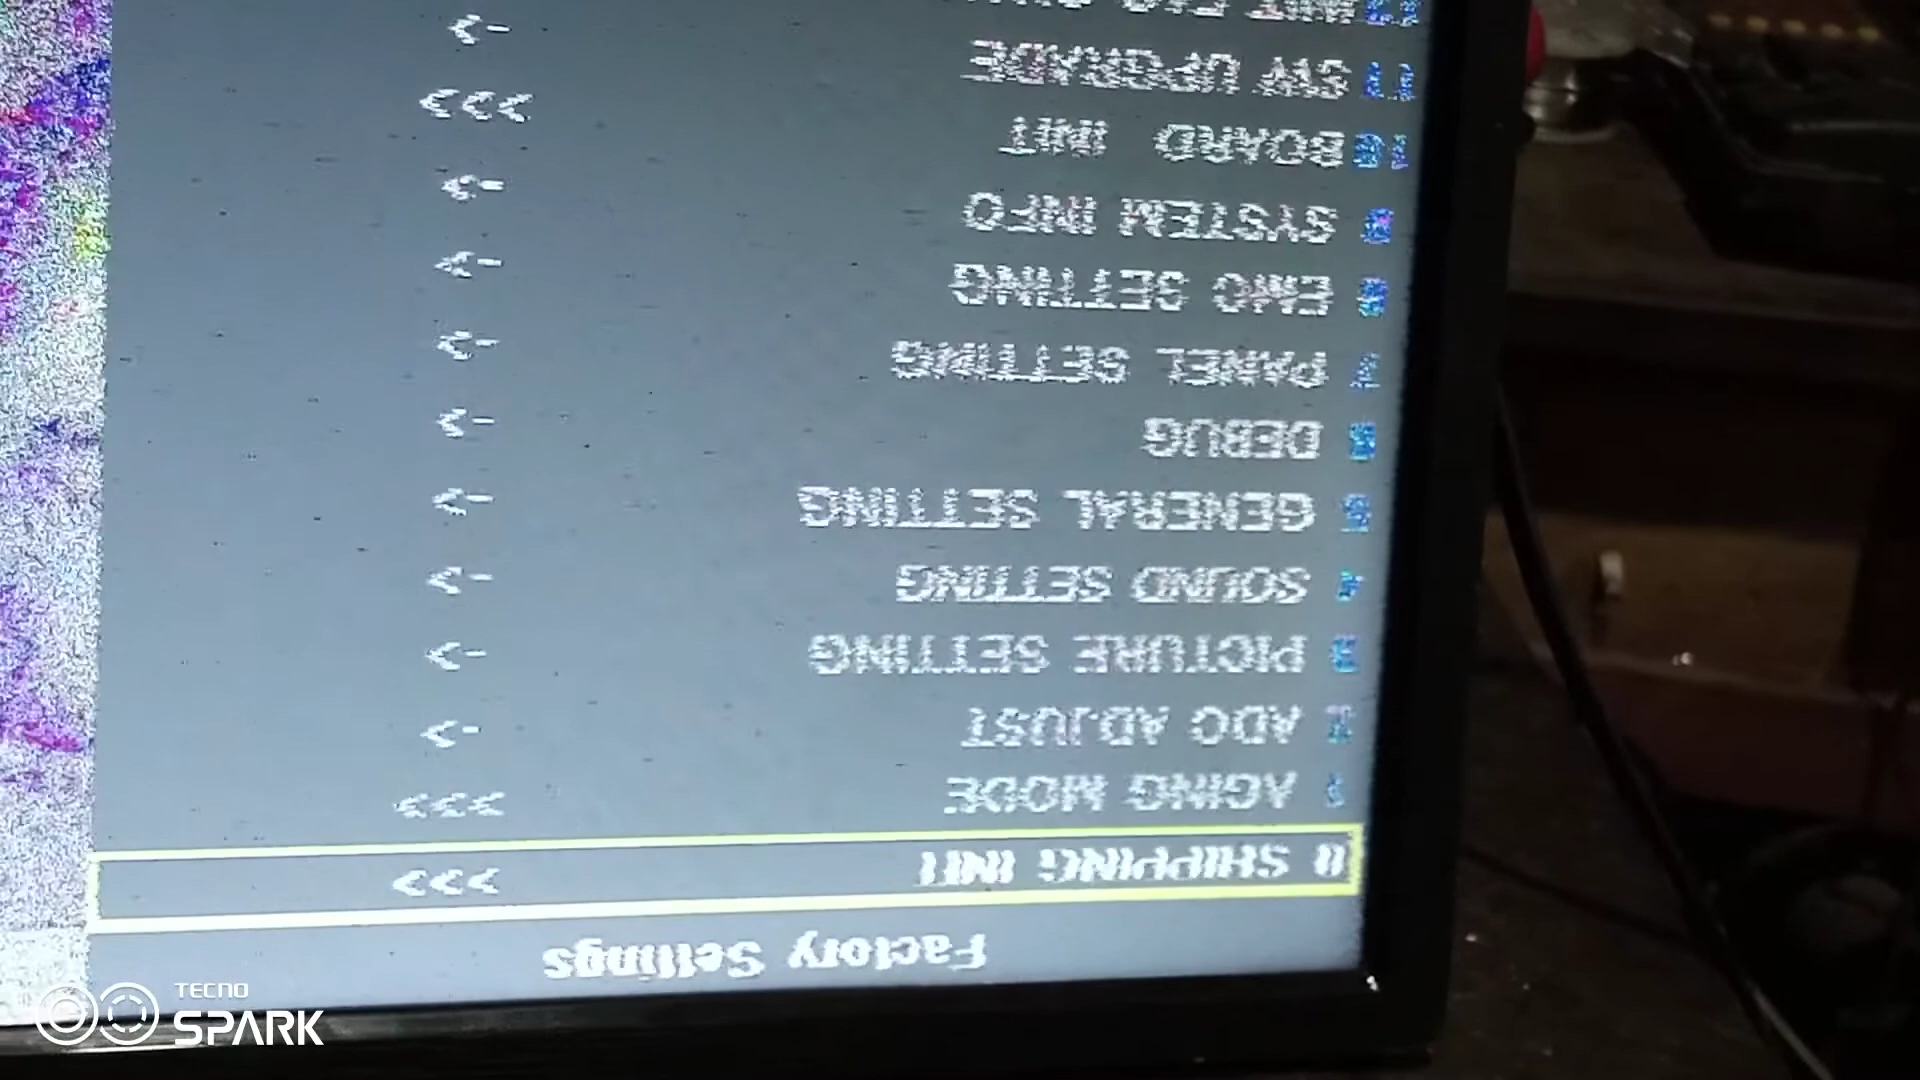 Factory Settings
0 SHIPPING INIT >>>
1 AGING MODE >>>
2 ADC ADJUST ->
3 PICTURE SETTING ->
4 SOUND SETTING ->
5 GENERAL SETTING ->
6 DEBUG ->
7 PANEL SETTING ->
8 EMC SETTING ->
9 SYSTEM INFO ->
10 BOARD INIT >>>
11 SW UPGRADE ->
TECNO
SPARK